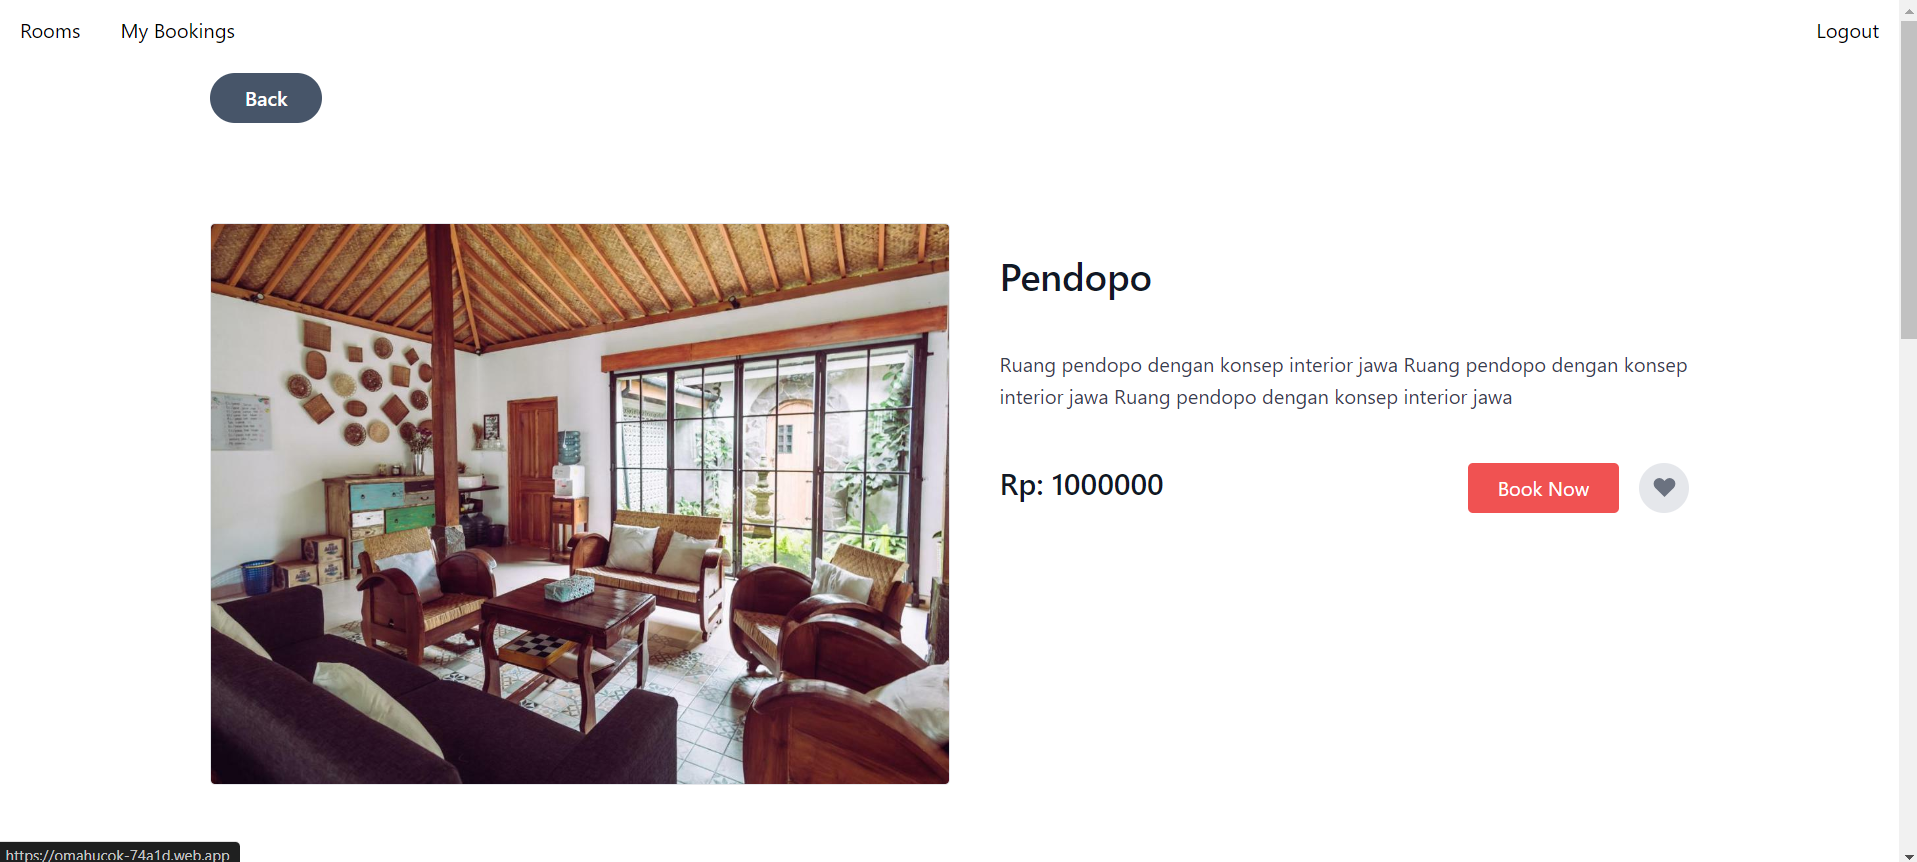 Rooms My Bookings Logout
Back
Pendopo
Ruang pendopo dengan konsep interior jawa Ruang pendopo dengan konsep
interior jawa Ruang pendopo dengan konsep interior jawa
Rp: 1000000
Book Now
https://omahucok-74a1d.web.app